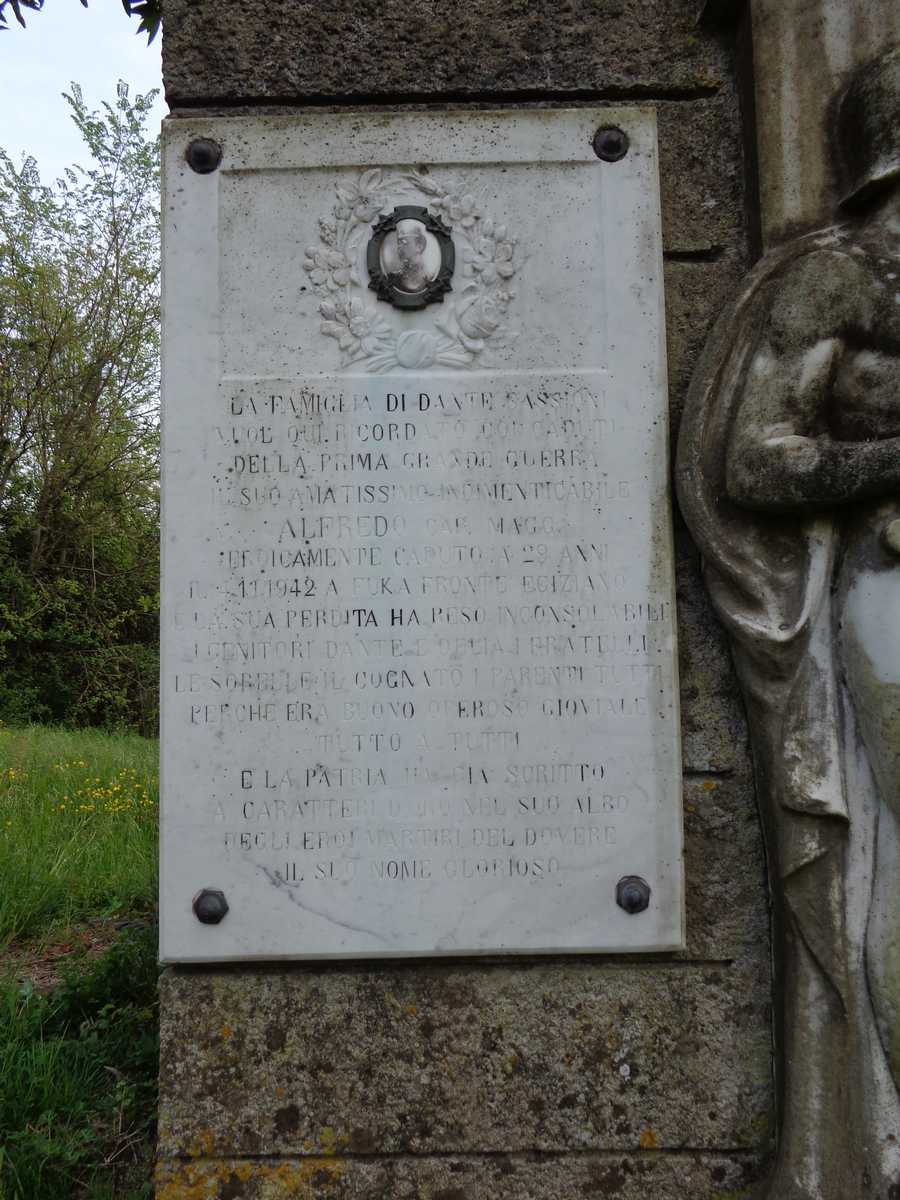 LA FAMIGLIA DI DANTE SASSIONI
VUOL QUI RICORDATO COI CADUTI
DELLA PRIMA GRANDE GUERRA
IL SUO AMATISSIMO INDIMENTICABILE
ALFREDO MAGG.
EROICAMENTE CADUTO A 29 ANNI
IL 1942 A FUKA FRONTE EGIZIANO
E LA SUA PERDITA HA RESO INCONSOLABILI
I GENITORI DANTE E I FRATELLI
LE SORELLE IL COGNATO I PARENTI TUTTI
PERCHE ERA BUONO OPEROSO GIOVIALE
TUTTO A TUTTI
E LA PATRIA HA GIA SCRITTO
A CARATTERI D'ORO NEL SUO ALBO
DEGLI EROI MARTIRI DEL DOVERE
IL SUO NOME GLORIOSO